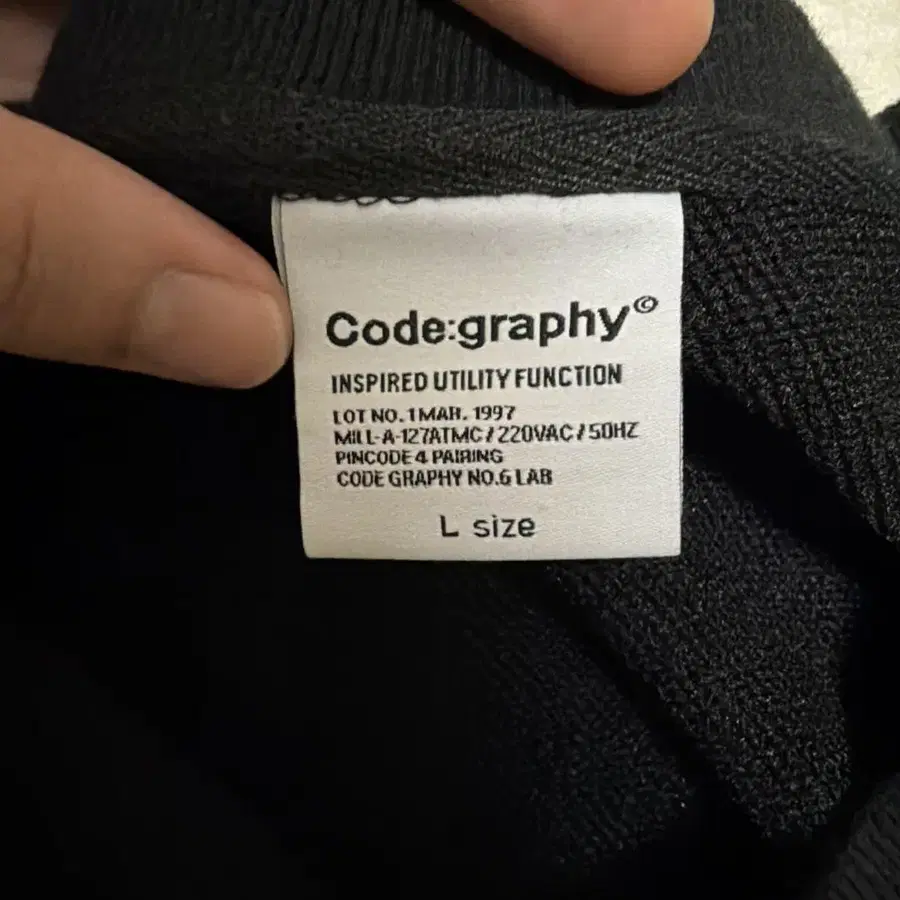 Code:graphy©
INSPIRED UTILITY FUNCTION
LOT NO. 1 MAR. 1997
MILL-A-127ATMC / 220VAC / 50HZ
PINCODE 4 PAIRING
CODE GRAPHY NO.6 LAB
L size